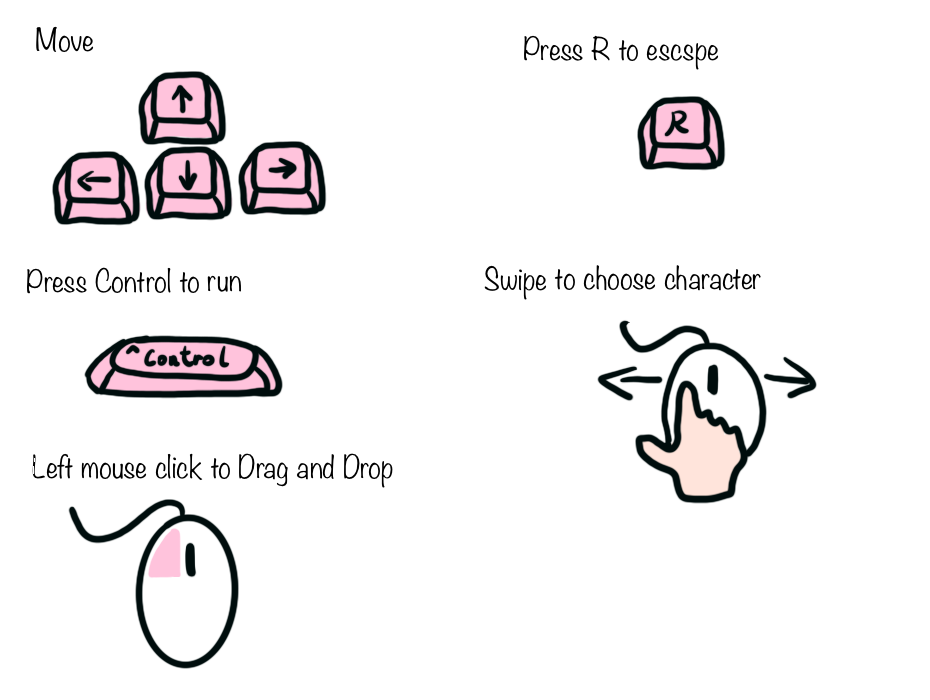 Move
Press R to escspe
R
Press Control to run
Swipe to choose character
^ Control
Left mouse click to Drag and Drop